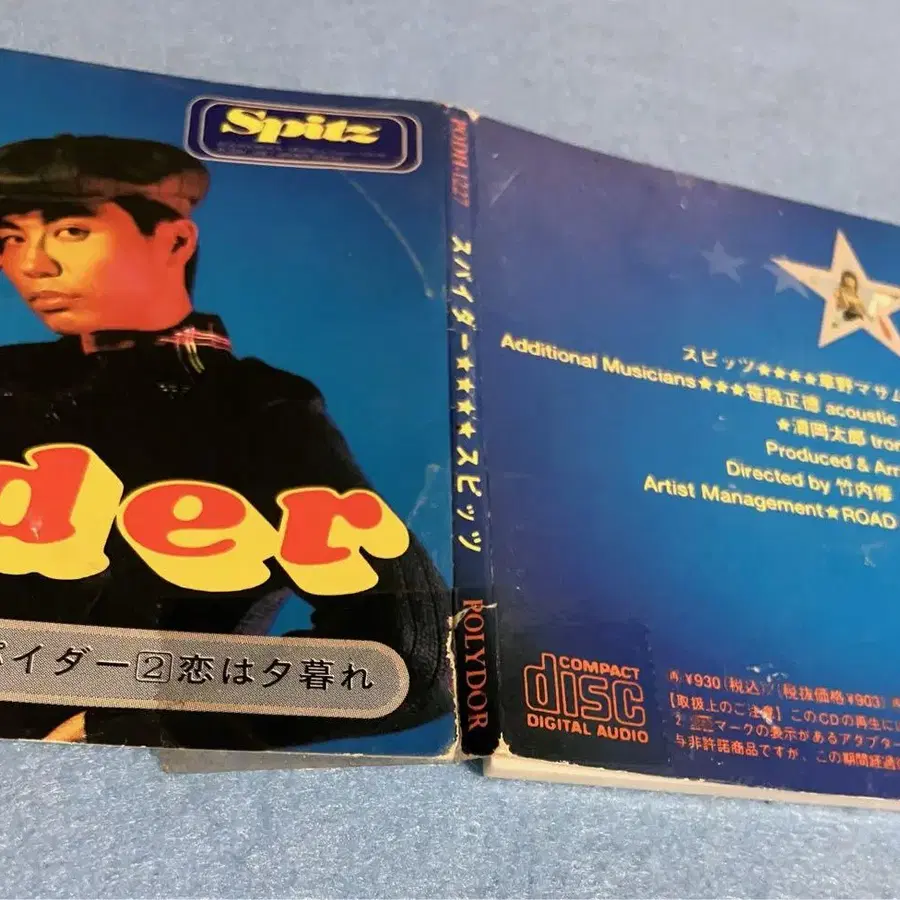 Spitz
der
パイダー 2 恋は夕暮れ
PODH-1227
スパイダー★★★★スピッツ
POLYDOR
スピッツ★★★★草野マサム
Additional Musicians★★★笹路正徳 acoustic
★濱岡太郎 tron
Produced & Arr
Directed by 竹内修
Artist Management★ROAD
COMPACT
disc
DIGITAL AUDIO
再 ¥930(税込)/(税抜価格¥903)
【取扱上のご注意】このCDの再生には
マークの表示があるアダプター
与非許諾商品ですが、この期間経過